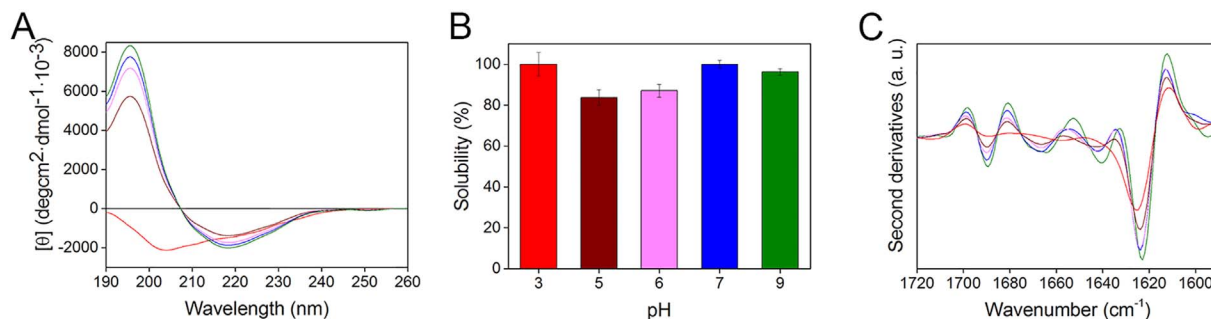 A
[θ] (degcm²·dmol⁻¹·10⁻³)
8000
6000
4000
2000
0
-2000
190 200 210 220 230 240 250 260
Wavelength (nm)
B
Solubility (%)
100
80
60
40
20
0
3 5 6 7 9
pH
C
Second derivatives (a. u.)
1720 1700 1680 1660 1640 1620 1600
Wavenumber (cm⁻¹)